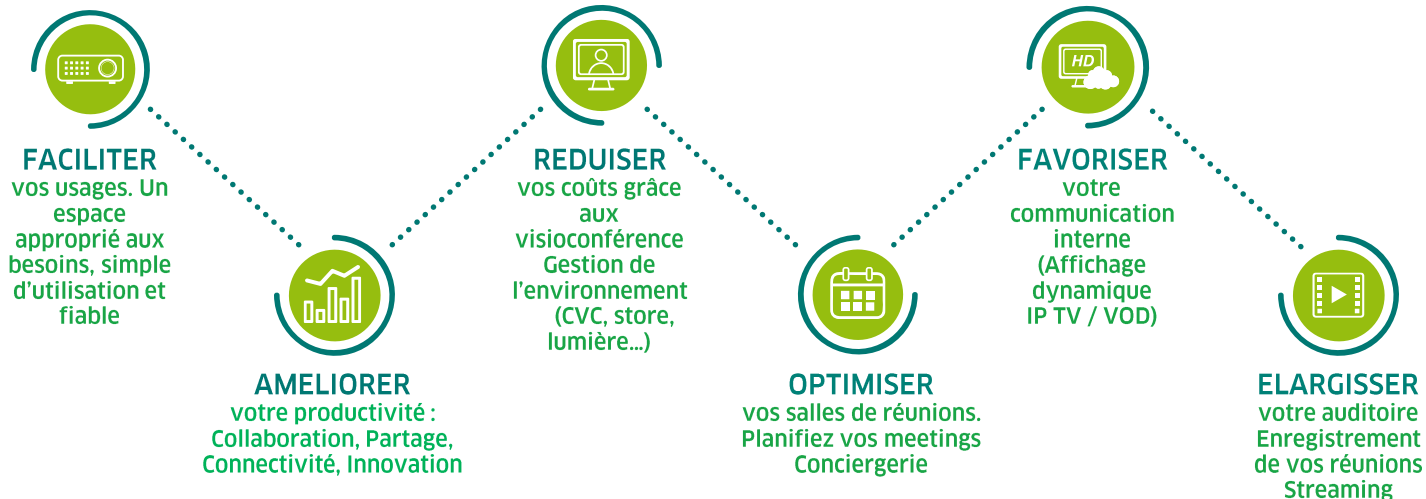 FACILITER
vos usages. Un
espace
approprié aux
besoins, simple
d'utilisation et
fiable
AMELIORER
votre productivité :
Collaboration, Partage,
Connectivité, Innovation
REDUISER
vos coûts grâce
aux
visioconférence
Gestion de
l'environnement
(CVC, store,
lumière...)
OPTIMISER
vos salles de réunions.
Planifiez vos meetings
Conciergerie
HD
FAVORISER
votre
communication
interne
(Affichage
dynamique
IP TV / VOD)
ELARGISSER
votre auditoire
Enregistrement
de vos réunions
Streaming